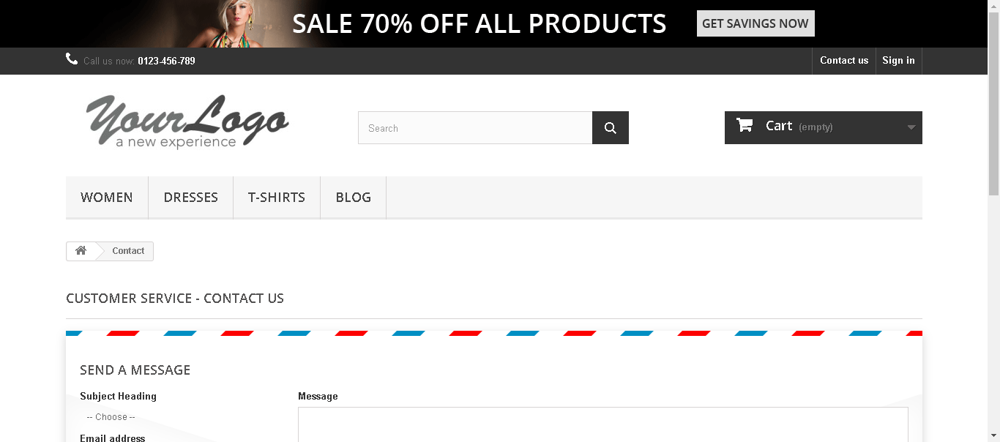 SALE 70% OFF ALL PRODUCTS GET SAVINGS NOW
Call us now: 0123-456-789 Contact us Sign in
YourLogo
a new experience
Search Cart (empty)
WOMEN DRESSES T-SHIRTS BLOG
Contact
CUSTOMER SERVICE - CONTACT US
SEND A MESSAGE
Subject Heading Message
-- Choose --
Email address